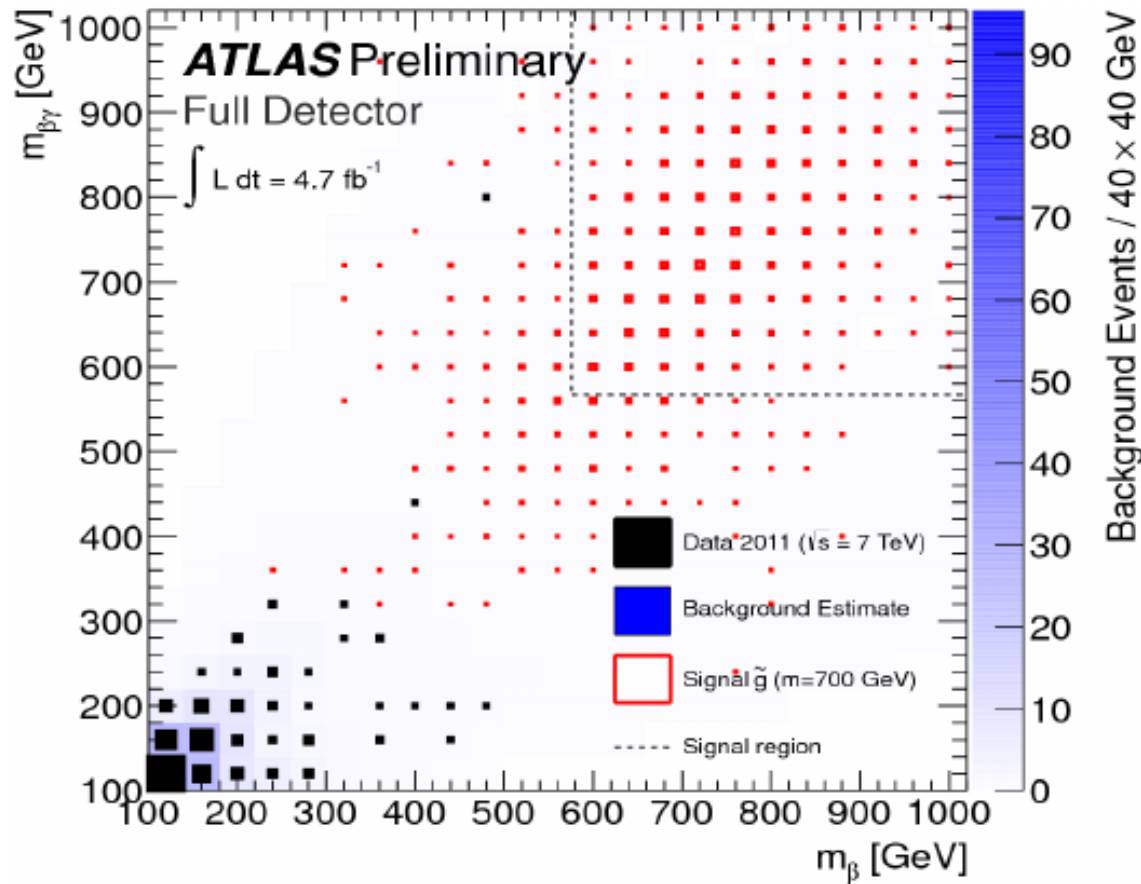 ATLAS Preliminary
Full Detector
∫ L dt = 4.7 fb⁻¹
m_βγ [GeV]
1000
900
800
700
600
500
400
300
200
100
100 200 300 400 500 600 700 800 900 1000
m_β [GeV]
Data 2011 (√s = 7 TeV)
Background Estimate
Signal g̃ (m=700 GeV)
Signal region
90
80
70
60
50
40
30
20
10
0
Background Events / 40 × 40 GeV